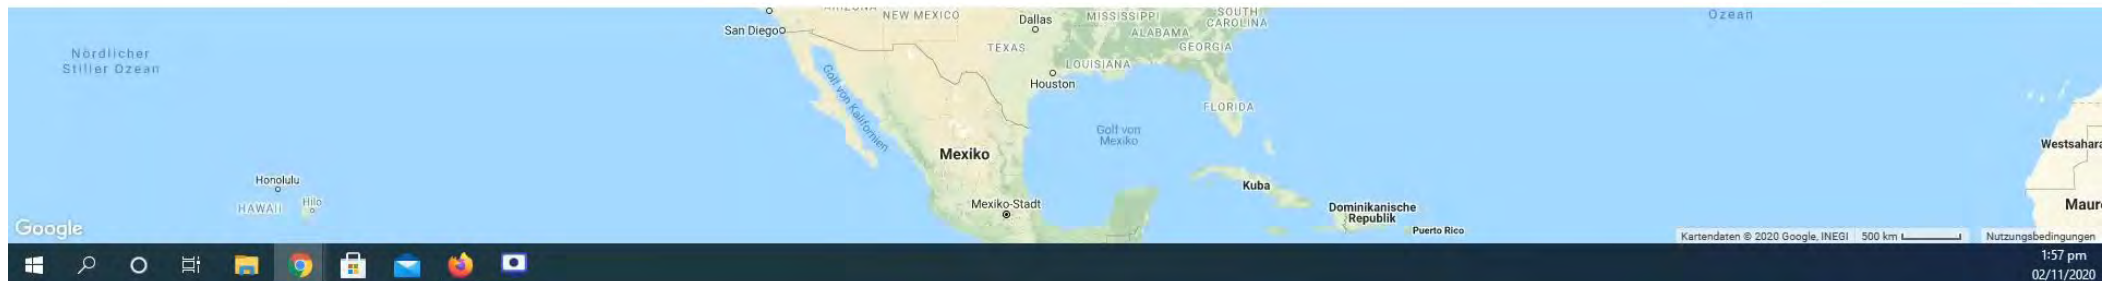 ARIZONA
NEW MEXICO
Dallas
MISSISSIPPI
SOUTH
CAROLINA
Ozean
San Diego
ALABAMA
TEXAS
GEORGIA
Nördlicher
Stiller Ozean
LOUISIANA
Houston
Golf von Kalifornien
FLORIDA
Golf von
Mexiko
Westsahara
Mexiko
Honolulu
Kuba
HAWAII
Hilo
Mexiko-Stadt
Dominikanische
Republik
Maure
Google
Puerto Rico
Kartendaten © 2020 Google, INEGI
500 km
Nutzungsbedingungen
1:57 pm
02/11/2020